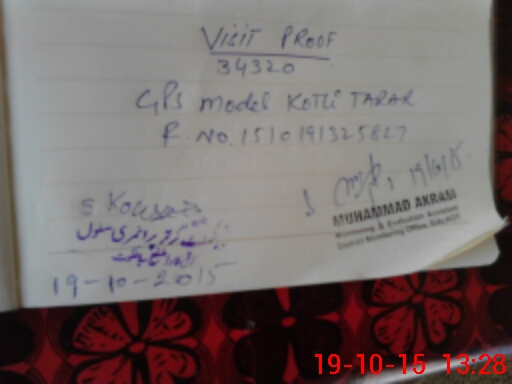 VISIT PROOF
34320
GPS model KOTLI TARAR
F NO. 1510191325827
19/10/15
MUHAMMAD AKRAM
Monitoring & Evaluation Assistant
District Monitoring Office, SIALKOT
S Kousar
19-10-2015
19-10-15 13:28